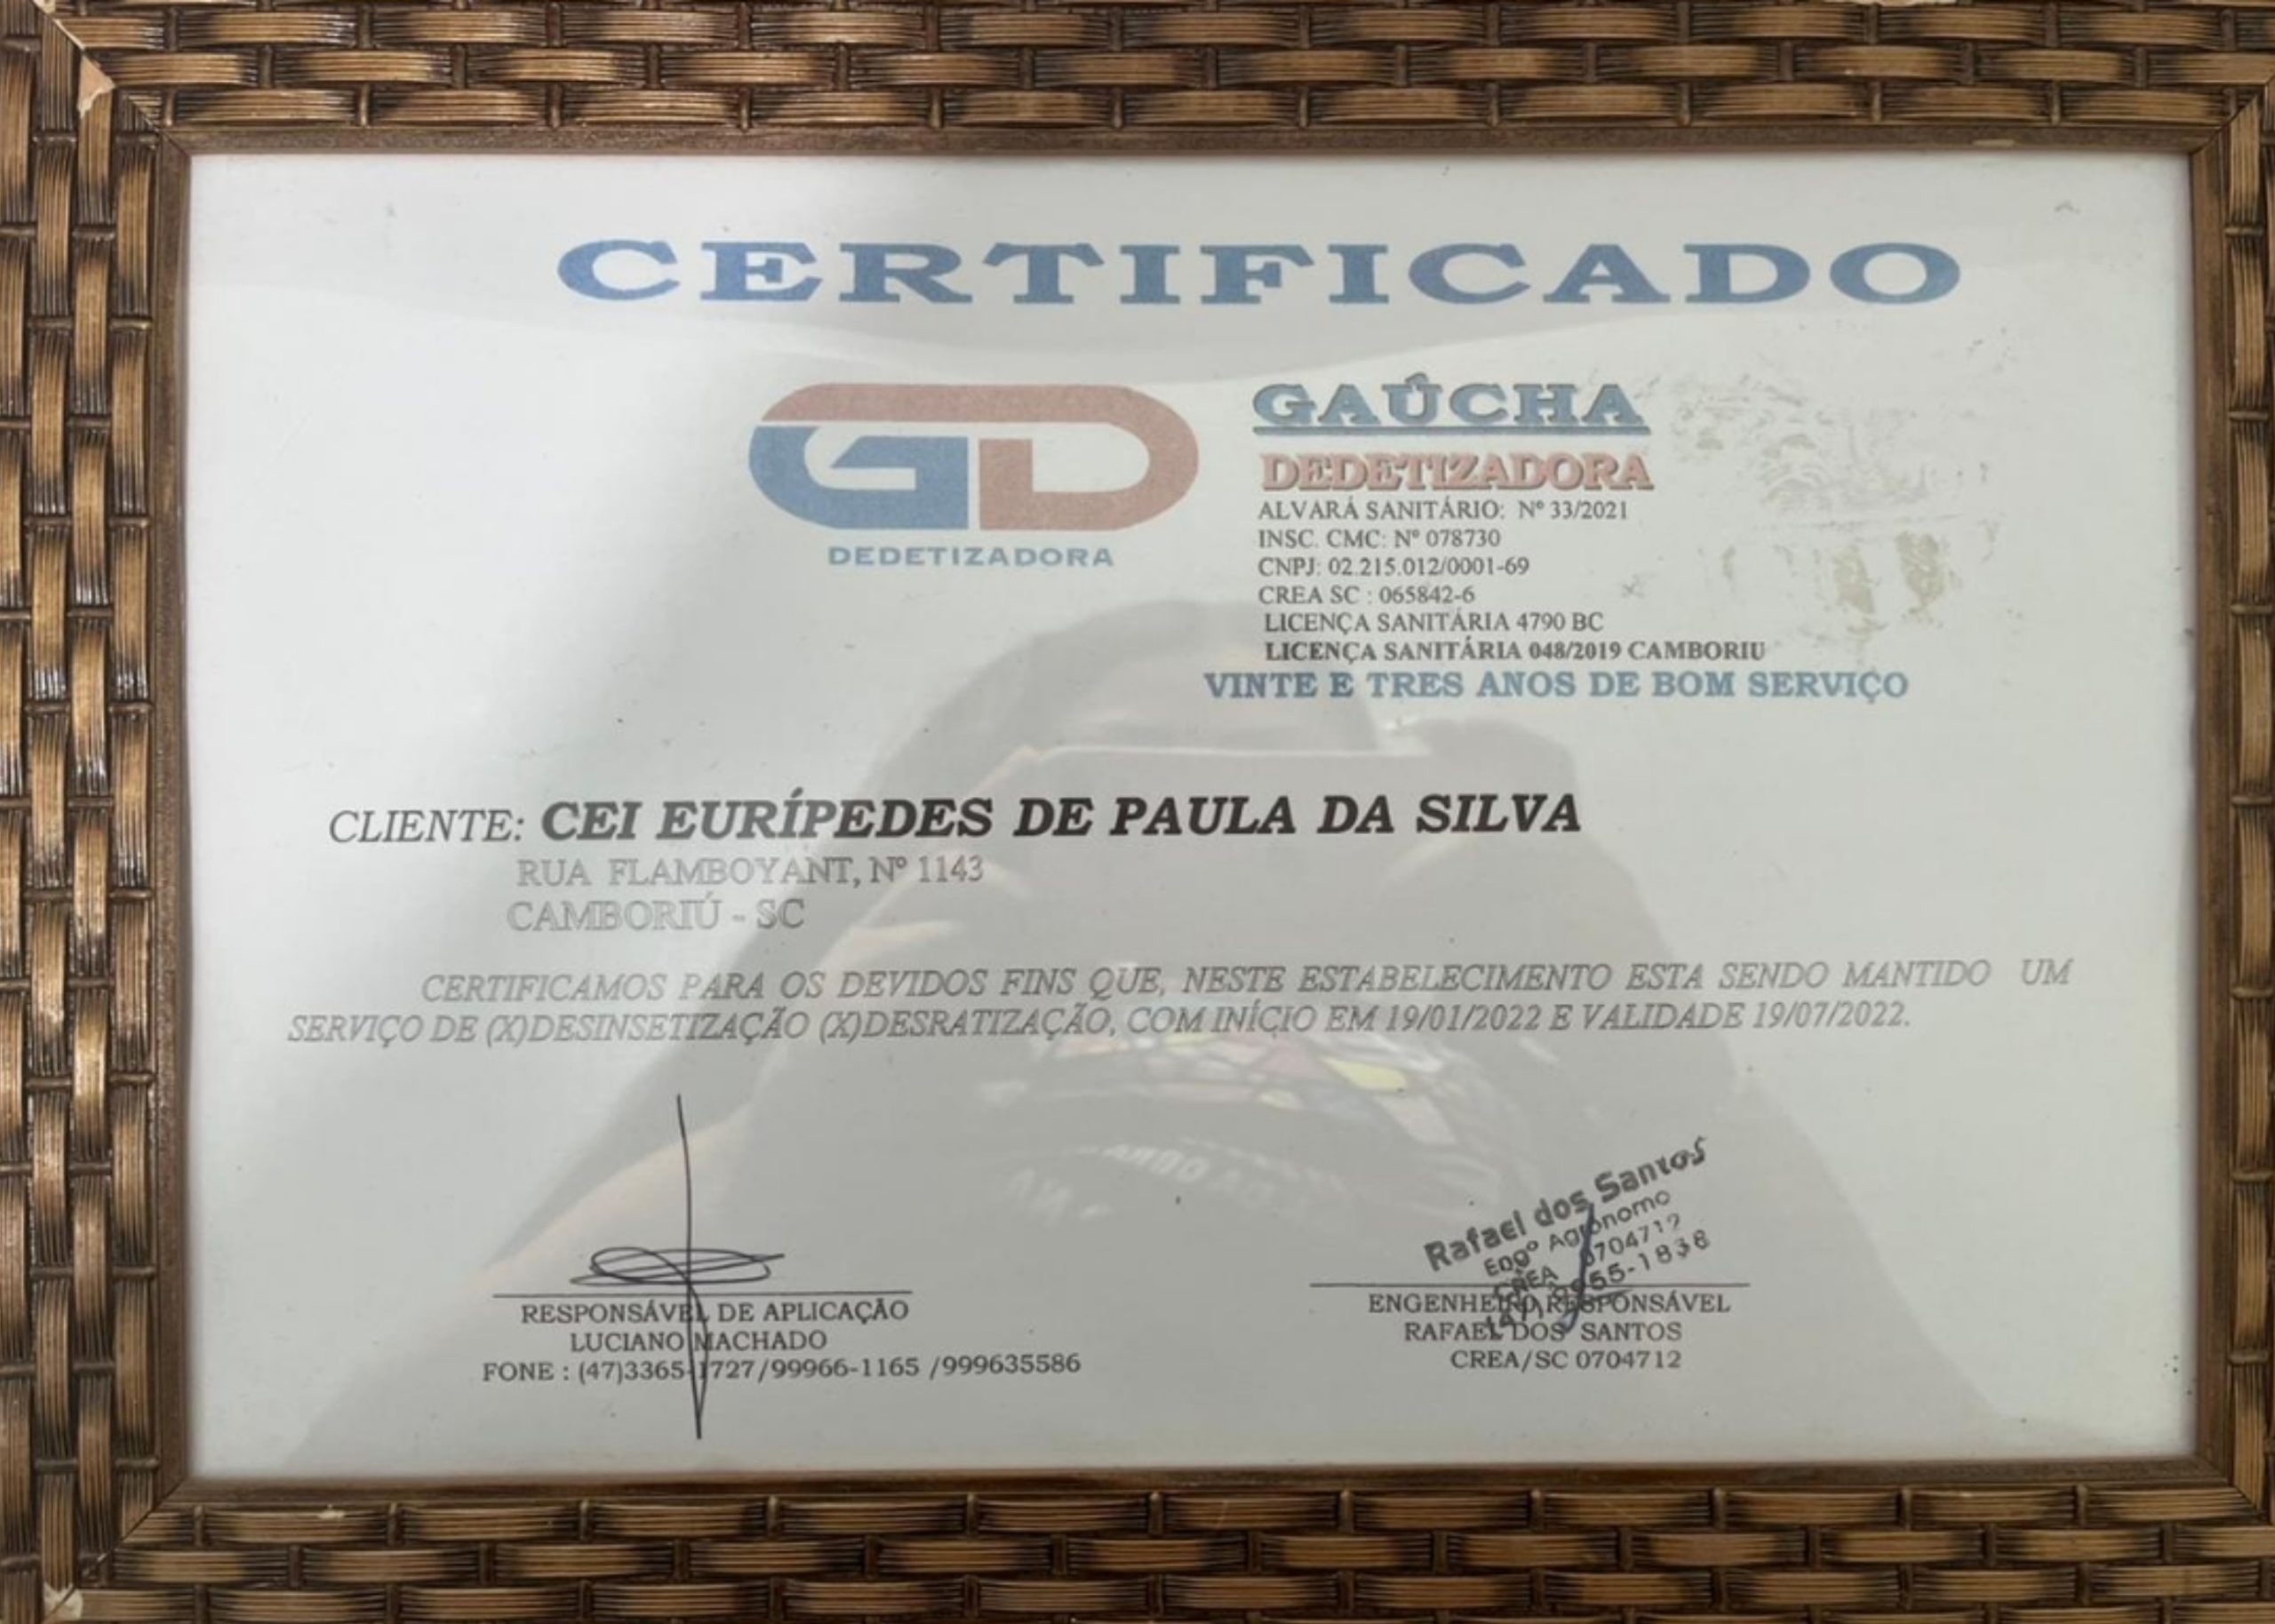 CERTIFICADO
GD
DEDETIZADORA
GAÚCHA
DEDETIZADORA
ALVARÁ SANITÁRIO: Nº 33/2021
INSC. CMC: Nº 078730
CNPJ: 02.215.012/0001-69
CREA SC : 065842-6
LICENÇA SANITÁRIA 4790 BC
LICENÇA SANITÁRIA 048/2019 CAMBORIU
VINTE E TRES ANOS DE BOM SERVIÇO
CLIENTE: CEI EURÍPEDES DE PAULA DA SILVA
RUA FLAMBOYANT, Nº 1143
CAMBORIÚ - SC
CERTIFICAMOS PARA OS DEVIDOS FINS QUE, NESTE ESTABELECIMENTO ESTA SENDO MANTIDO UM
SERVIÇO DE (X)DESINSETIZAÇÃO (X)DESRATIZAÇÃO, COM INÍCIO EM 19/01/2022 E VALIDADE 19/07/2022.
RESPONSÁVEL DE APLICAÇÃO
LUCIANO MACHADO
FONE : (47)3365-1727/99966-1165 /999635586
Rafael dos Santos
Engº Agrônomo
CREA 0704712
ENGENHEIRO RESPONSÁVEL
RAFAEL DOS SANTOS
CREA/SC 0704712